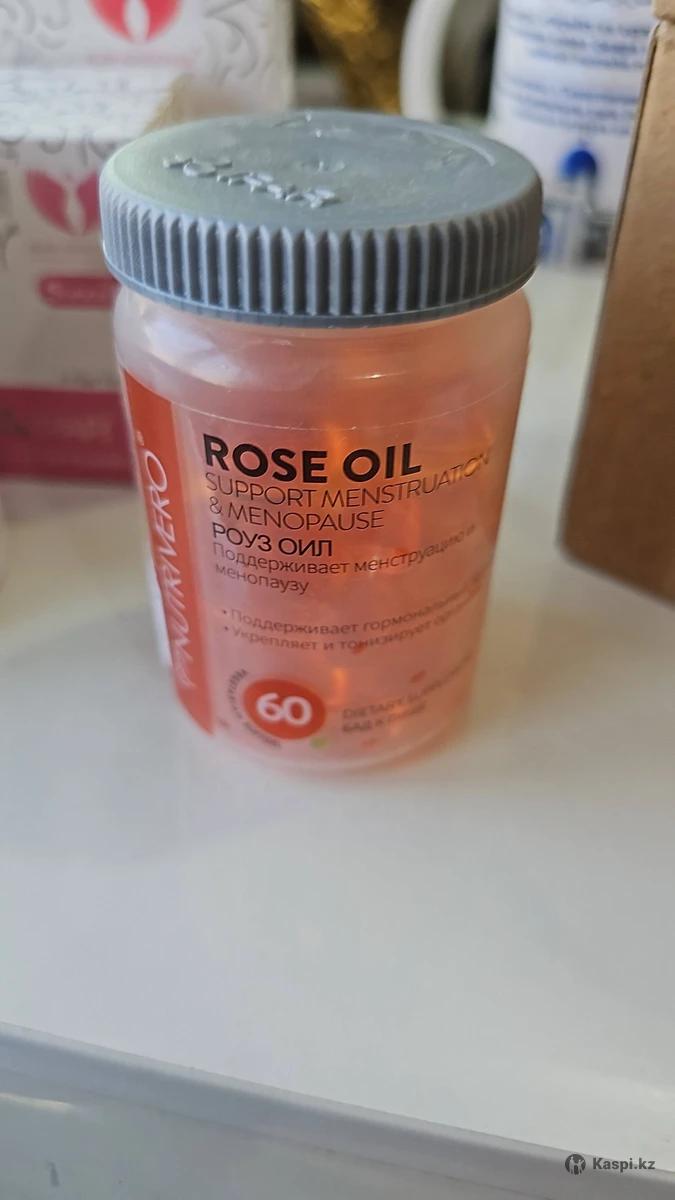 NUTRIVERO
ROSE OIL
SUPPORT MENSTRUATION
& MENOPAUSE
РОУЗ ОИЛ
Поддерживает менструацию и
менопаузу
• Поддерживает гормональный
• Укрепляет и тонизирует
60
DIETARY SUPPLEMENT
БАД К ПИЩЕ
Kaspi.kz